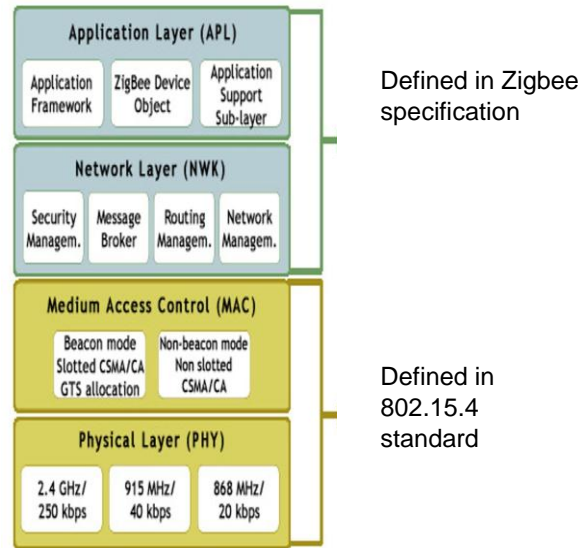 Application Layer (APL)
Application
Framework
ZigBee Device
Object
Application
Support
Sub-layer
Defined in Zigbee
specification
Network Layer (NWK)
Security
Managem.
Message
Broker
Routing
Managem.
Network
Managem.
Medium Access Control (MAC)
Beacon mode
Slotted CSMA/CA
GTS allocation
Non-beacon mode
Non slotted
CSMA/CA
Defined in
802.15.4
standard
Physical Layer (PHY)
2.4 GHz/
250 kbps
915 MHz/
40 kbps
868 MHz/
20 kbps